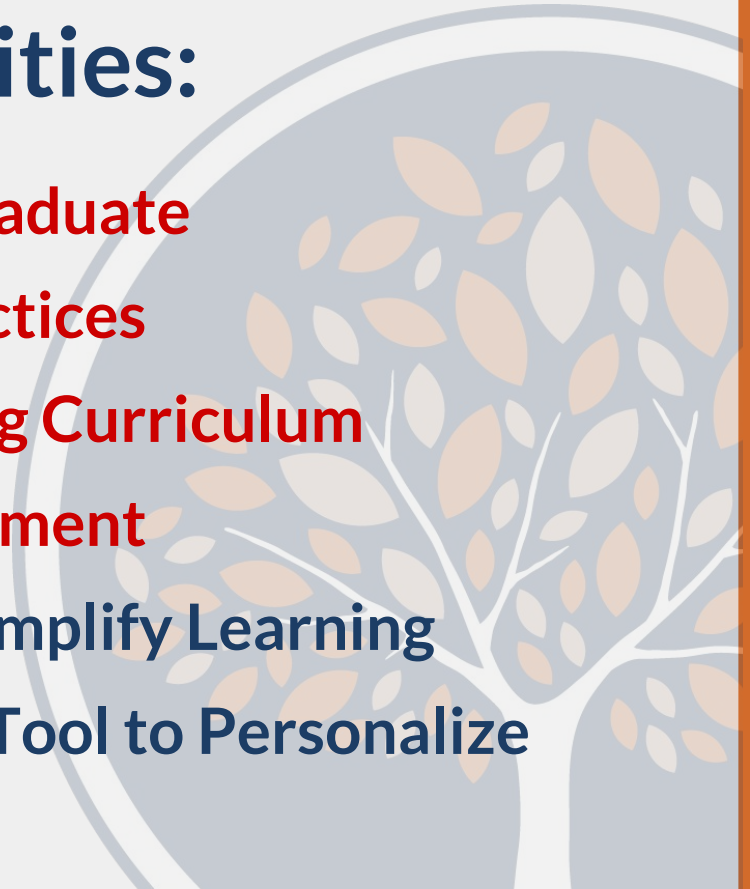 ities:
aduate
ctices
g Curriculum
ment
mplify Learning
Tool to Personalize